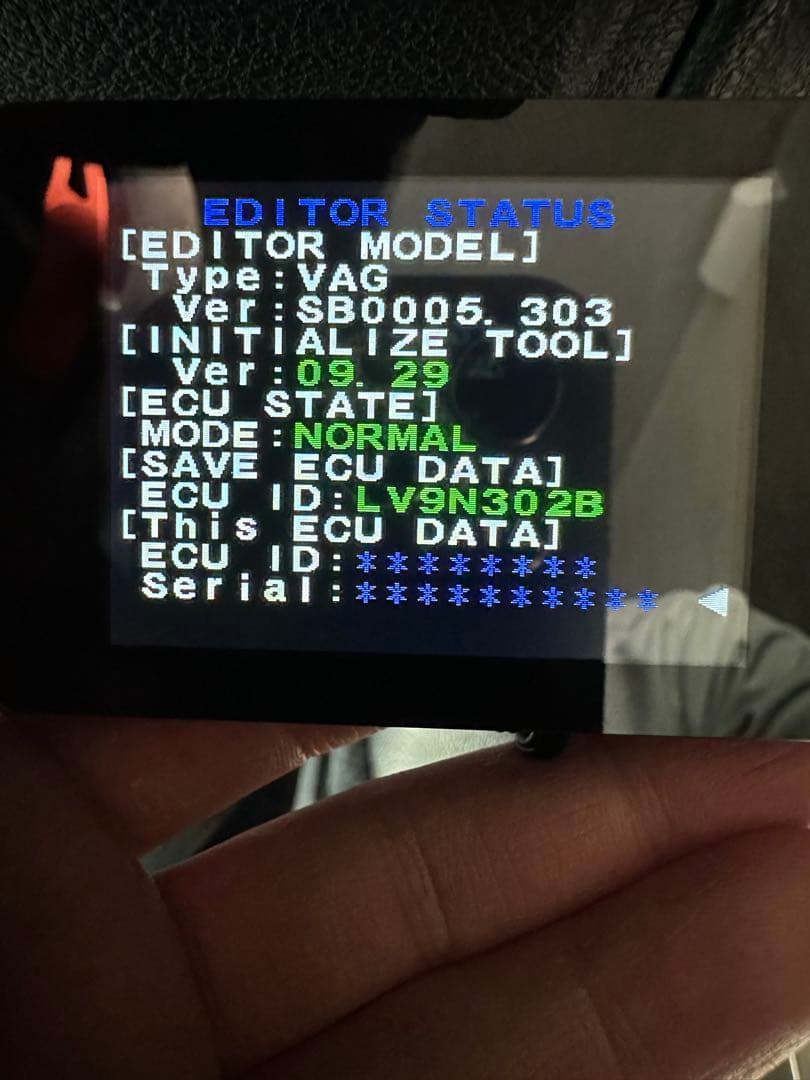 EDITOR STATUS
[EDITOR MODEL]
Type:VAG
Ver:SB0005.303
[INITIALIZE TOOL]
Ver:09.29
[ECU STATE]
MODE:NORMAL
[SAVE ECU DATA]
ECU ID:LV9N302B
[This ECU DATA]
ECU ID:********
Serial:**********